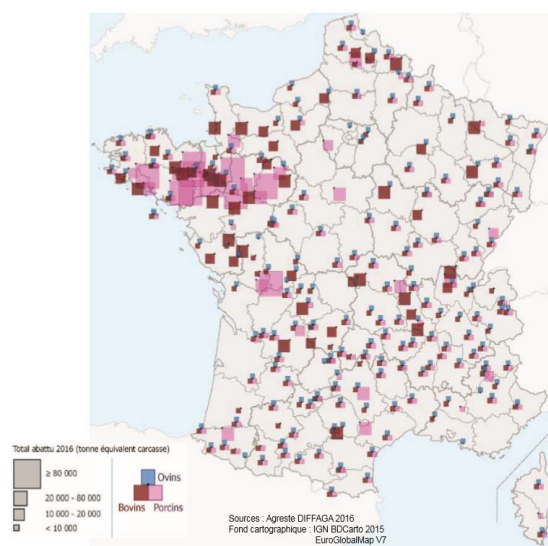 Total abattu 2016 (tonne équivalent carcasse)
≥ 80 000
20 000 - 60 000
10 000 - 20 000
< 10 000
Ovins
Bovins Porcins
Sources : Agreste DIFFAGA 2016
Fond cartographique : IGN BDCarto 2015
EuroGlobalMap V7